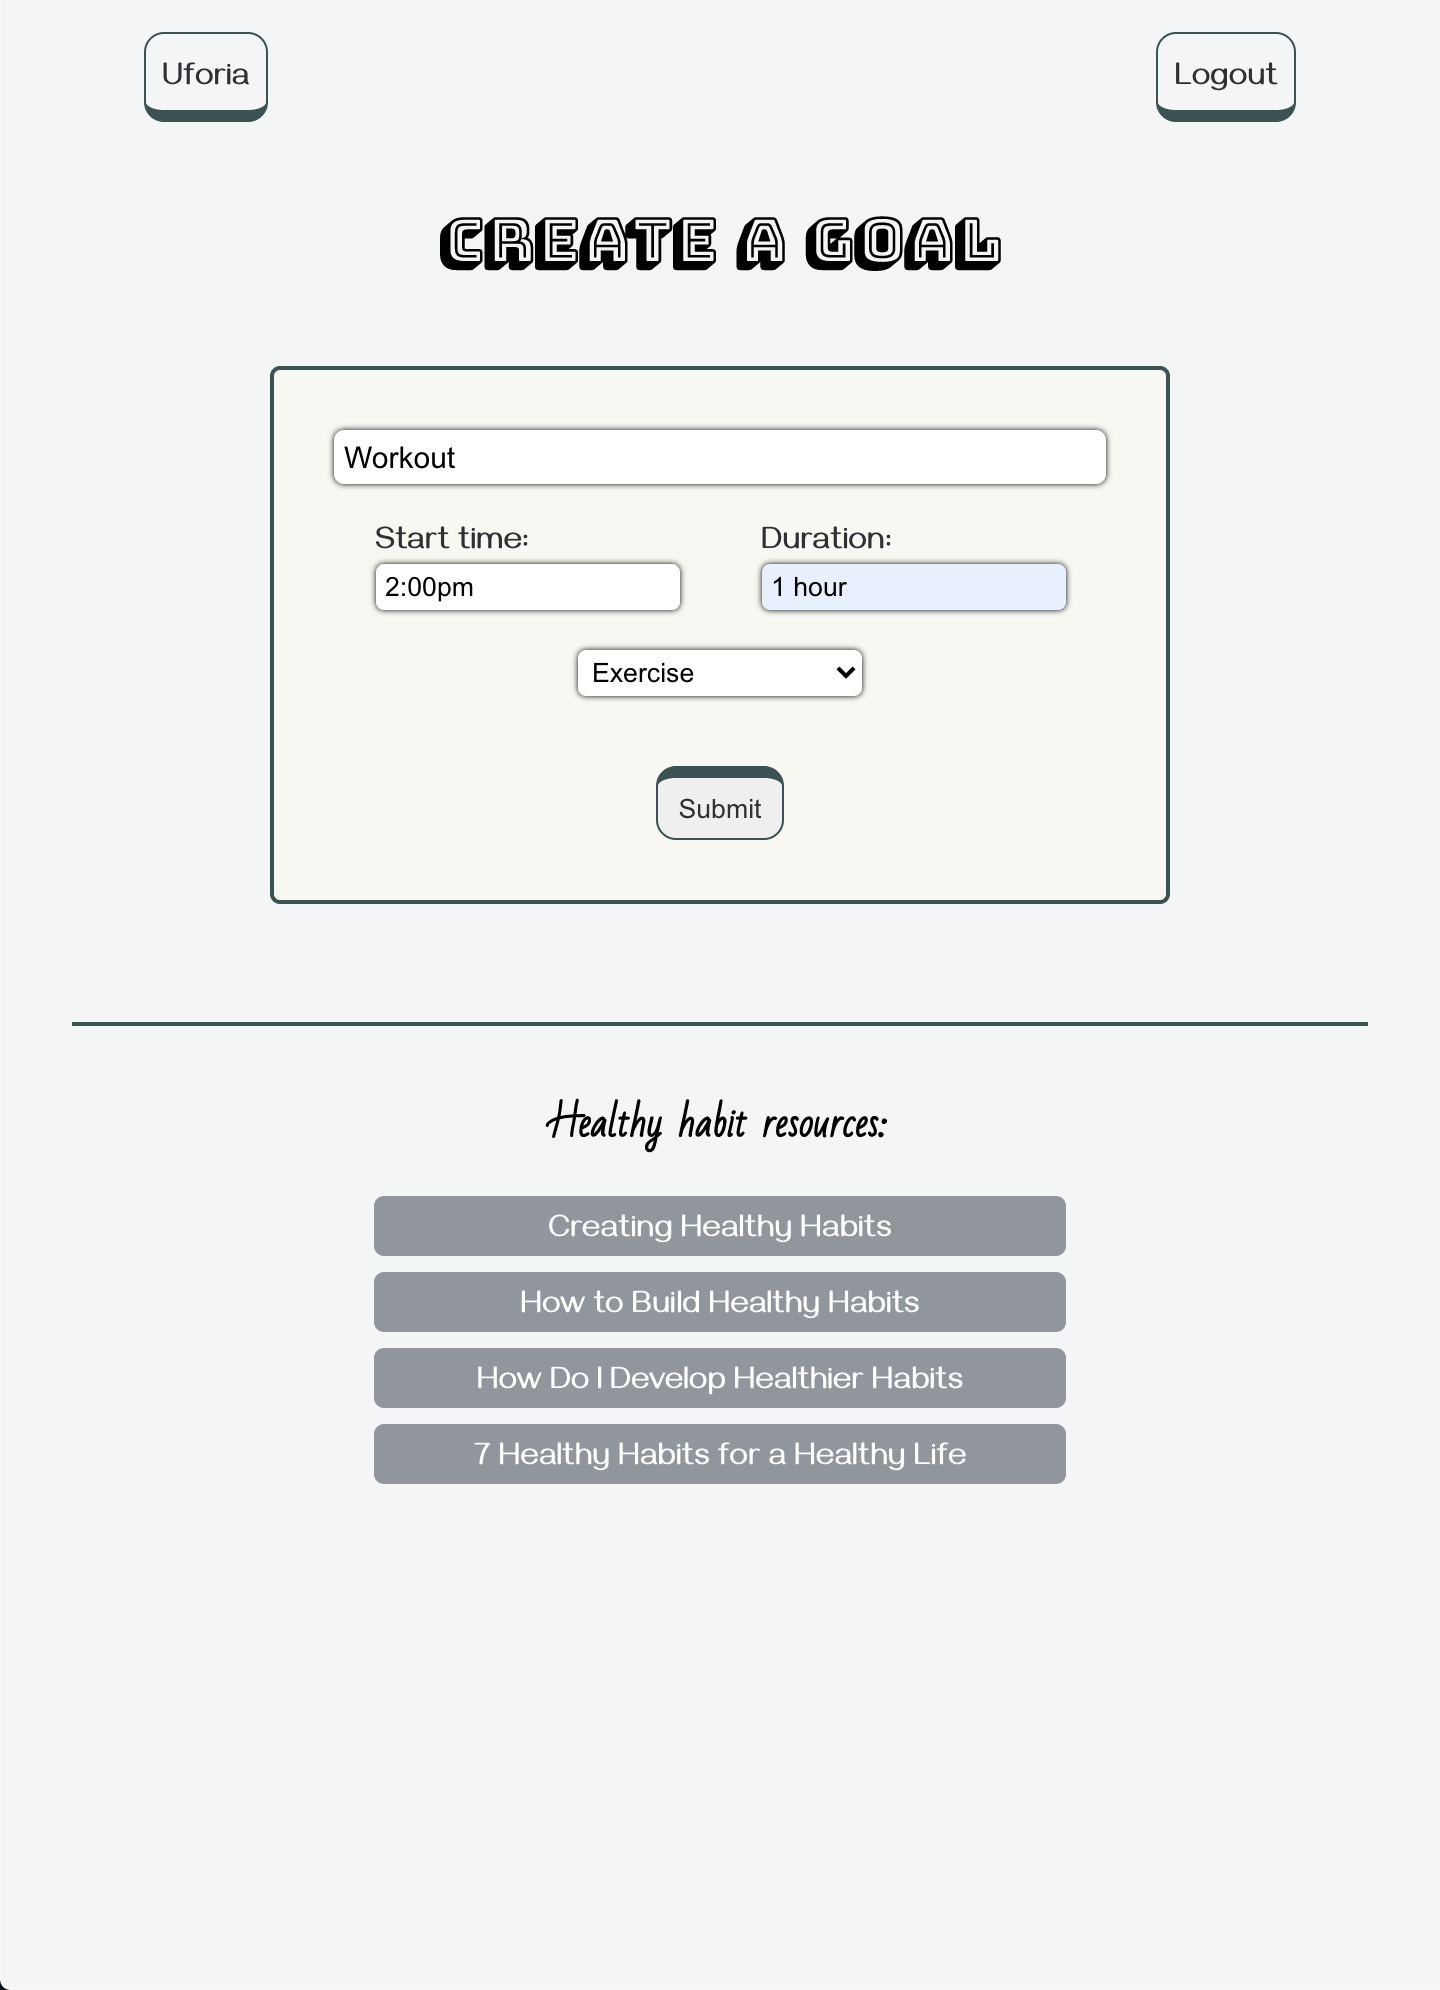 Uforia
Logout
CREATE A GOAL
Workout
Start time:
Duration:
2:00pm
1 hour
Exercise
Submit
Healthy habit resources:
Creating Healthy Habits
How to Build Healthy Habits
How Do I Develop Healthier Habits
7 Healthy Habits for a Healthy Life